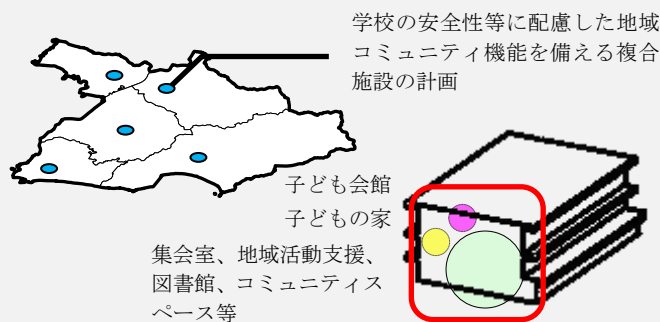 学校の安全性等に配慮した地域
コミュニティ機能を備える複合
施設の計画
子ども会館
子どもの家
集会室、地域活動支援、
図書館、コミュニティス
ペース等